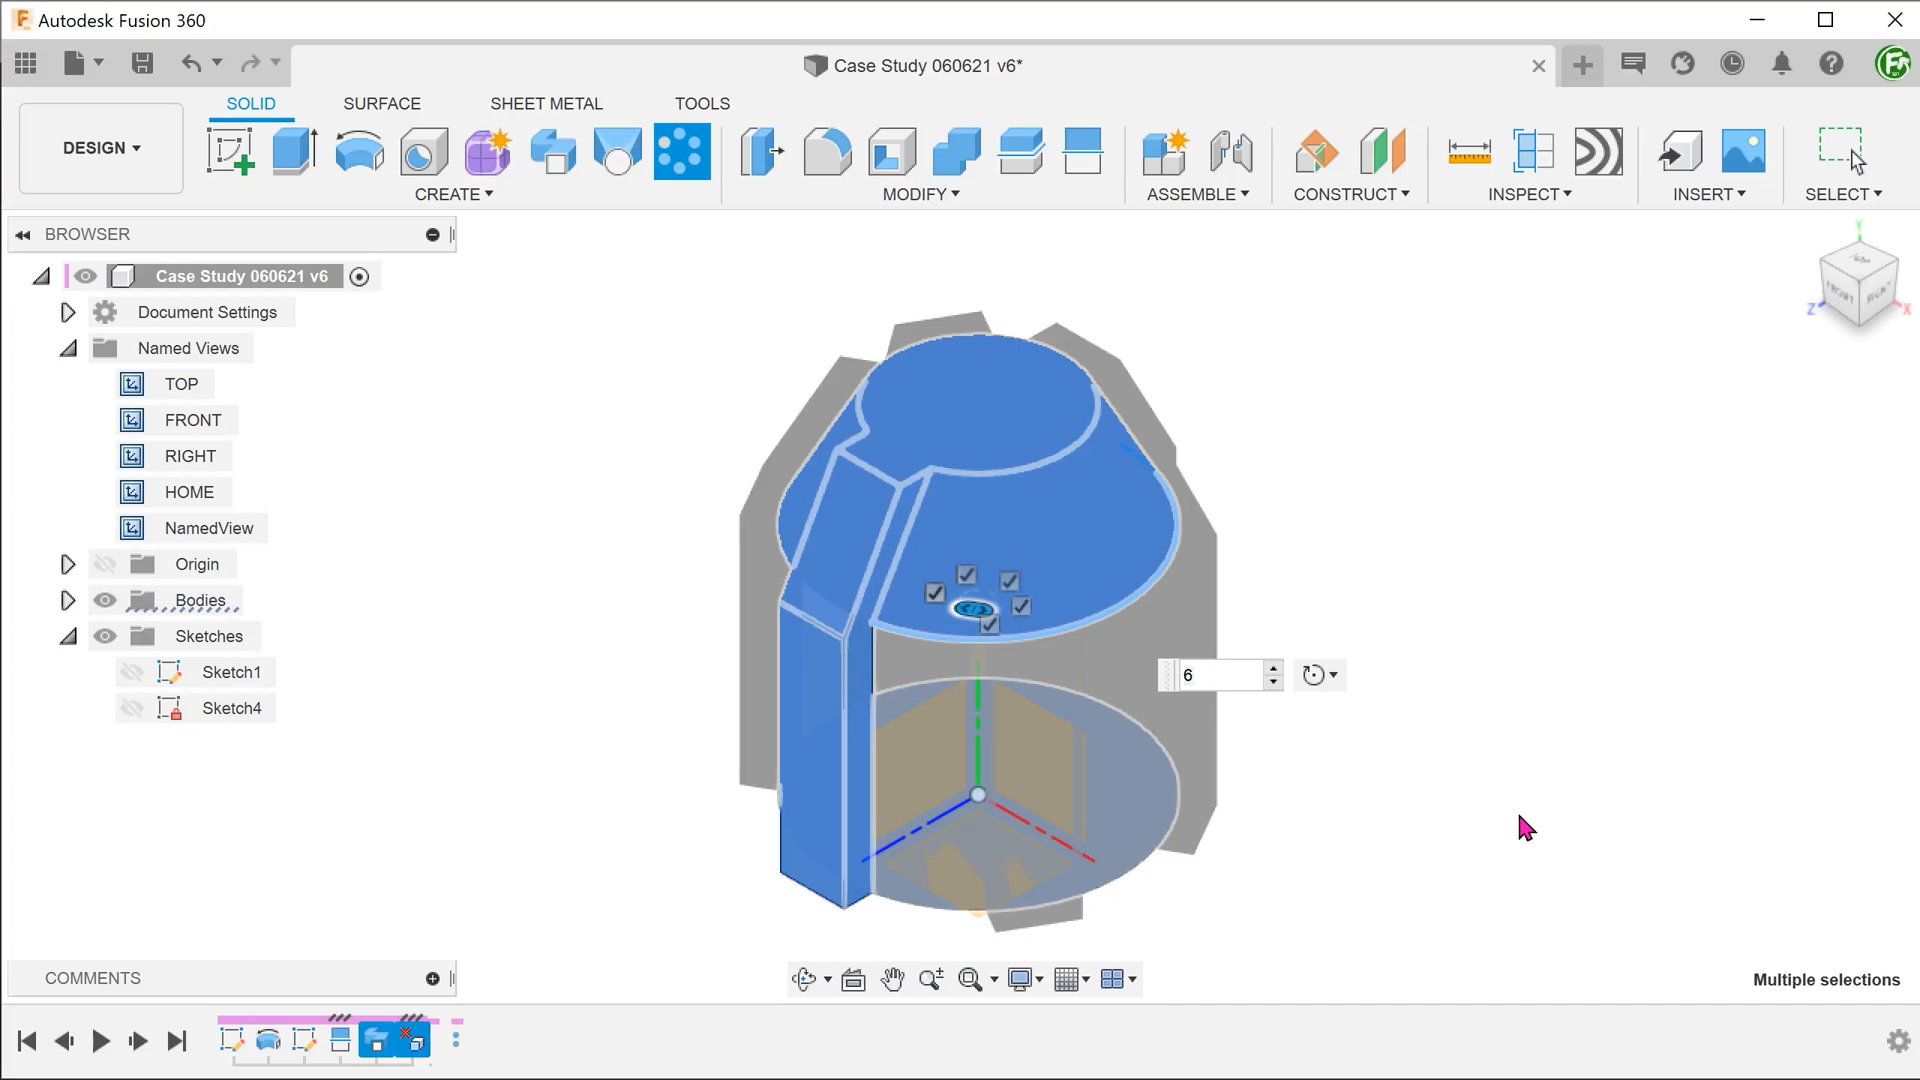 Autodesk Fusion 360
Case Study 060621 v6*
SOLID
SURFACE
SHEET METAL
TOOLS
DESIGN
CREATE
MODIFY
ASSEMBLE
CONSTRUCT
INSPECT
INSERT
SELECT
BROWSER
Case Study 060621 v6
Document Settings
Named Views
TOP
FRONT
RIGHT
HOME
NamedView
Origin
Bodies
Sketches
Sketch1
Sketch4
Y
FRONT
RIGHT
Z
X
6
COMMENTS
Multiple selections